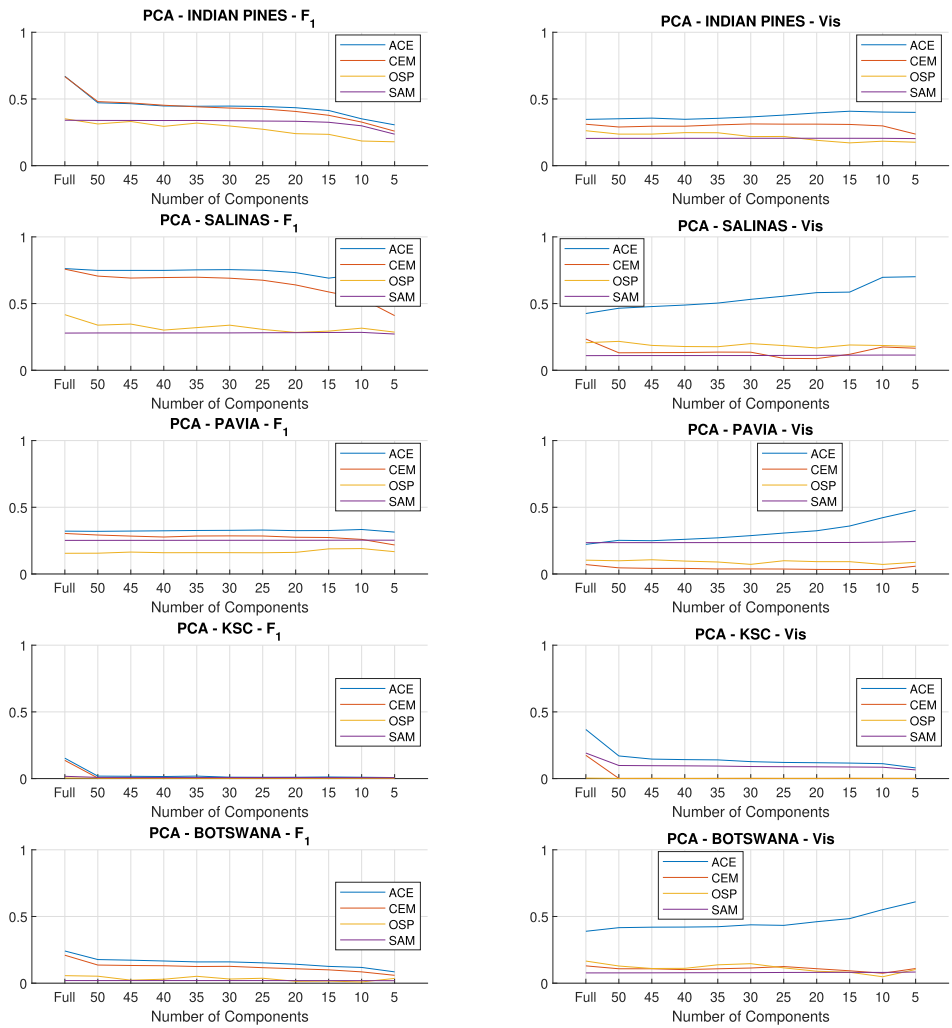 PCA - INDIAN PINES - F1
1
0.5
0
ACE
CEM
OSP
SAM
Full 50 45 40 35 30 25 20 15 10 5
Number of Components
PCA - INDIAN PINES - Vis
1
0.5
0
ACE
CEM
OSP
SAM
Full 50 45 40 35 30 25 20 15 10 5
Number of Components
PCA - SALINAS - F1
1
0.5
0
ACE
CEM
OSP
SAM
Full 50 45 40 35 30 25 20 15 10 5
Number of Components
PCA - SALINAS - Vis
1
0.5
0
ACE
CEM
OSP
SAM
Full 50 45 40 35 30 25 20 15 10 5
Number of Components
PCA - PAVIA - F1
1
0.5
0
ACE
CEM
OSP
SAM
Full 50 45 40 35 30 25 20 15 10 5
Number of Components
PCA - PAVIA - Vis
1
0.5
0
ACE
CEM
OSP
SAM
Full 50 45 40 35 30 25 20 15 10 5
Number of Components
PCA - KSC - F1
1
0.5
0
ACE
CEM
OSP
SAM
Full 50 45 40 35 30 25 20 15 10 5
Number of Components
PCA - KSC - Vis
1
0.5
0
ACE
CEM
OSP
SAM
Full 50 45 40 35 30 25 20 15 10 5
Number of Components
PCA - BOTSWANA - F1
1
0.5
0
ACE
CEM
OSP
SAM
Full 50 45 40 35 30 25 20 15 10 5
Number of Components
PCA - BOTSWANA - Vis
1
0.5
0
ACE
CEM
OSP
SAM
Full 50 45 40 35 30 25 20 15 10 5
Number of Components